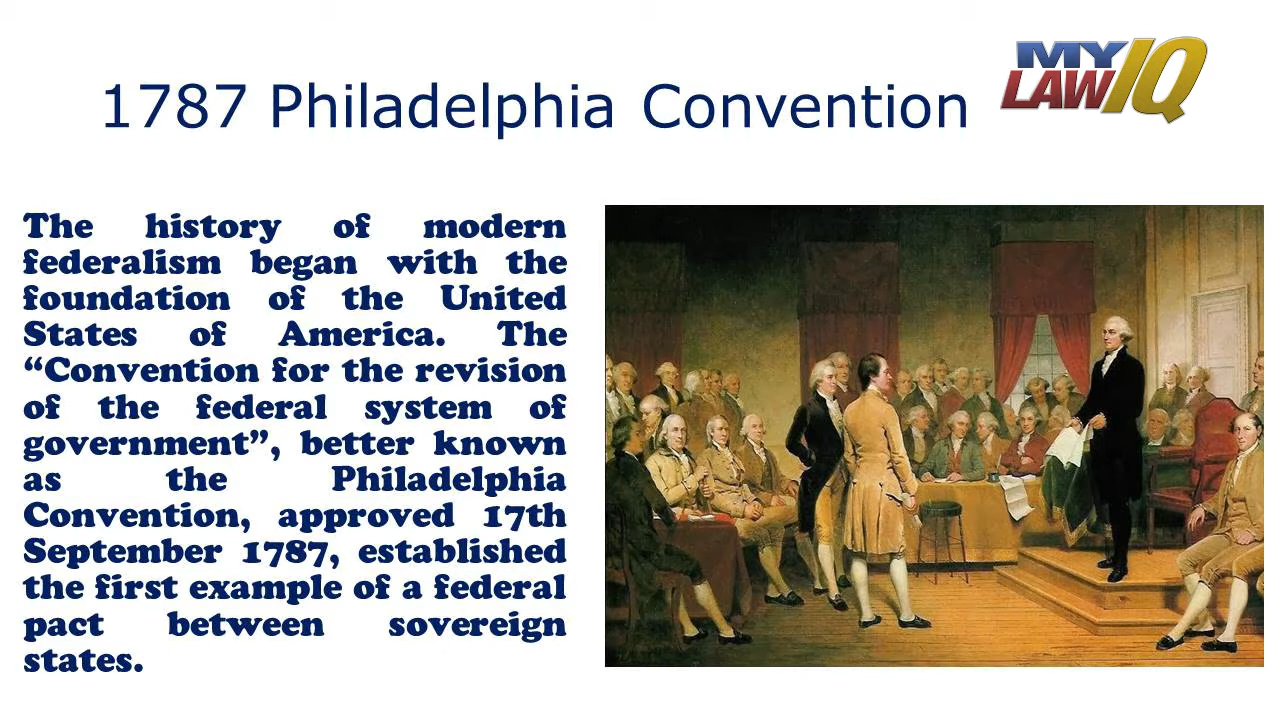 1787 Philadelphia Convention
MY
LAWIQ
The history of modern
federalism began with the
foundation of the United
States of America. The
“Convention for the revision
of the federal system of
government”, better known
as the Philadelphia
Convention, approved 17th
September 1787, established
the first example of a federal
pact between sovereign
states.